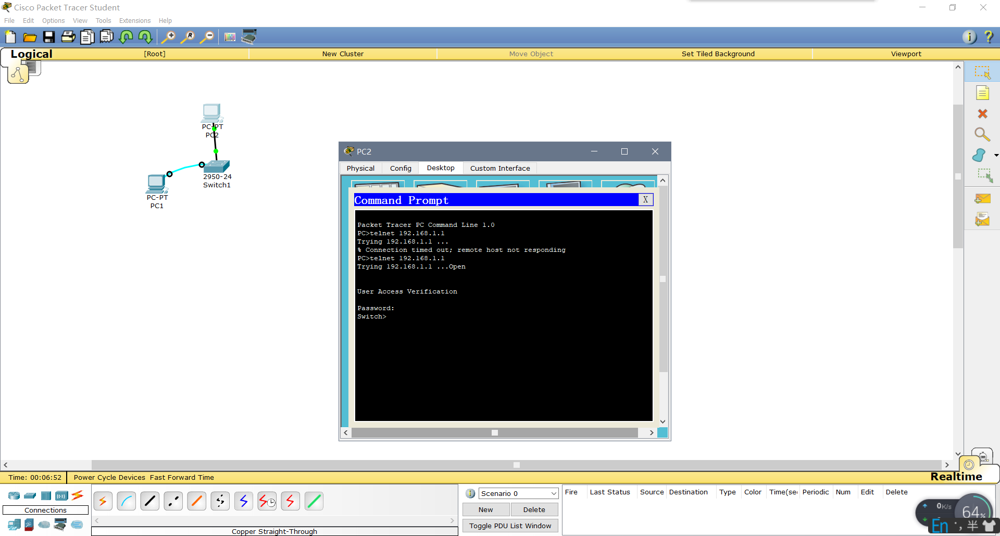 Cisco Packet Tracer Student
File Edit Options View Tools Extensions Help
Logical [Root] New Cluster Move Object Set Tiled Background Viewport
PC-PT
PC2
2950-24
Switch1
PC-PT
PC1
PC2
Physical Config Desktop Custom Interface
Command Prompt X
Packet Tracer PC Command Line 1.0
PC>telnet 192.168.1.1
Trying 192.168.1.1 ...
% Connection timed out; remote host not responding
PC>telnet 192.168.1.1
Trying 192.168.1.1 ...Open
User Access Verification
Password:
Switch>
Time: 00:06:52 Power Cycle Devices Fast Forward Time
Realtime
Connections
Copper Straight-Through
Scenario 0
New Delete
Toggle PDU List Window
Fire Last Status Source Destination Type Color Time(se Periodic Num Edit Delete
0K/s
64%
En 半